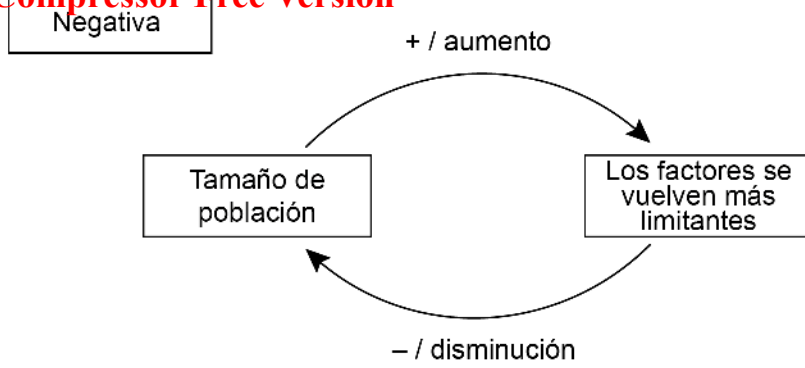 Compressor Free Version
Negativa
+ / aumento
Tamaño de
población
Los factores se
vuelven más
limitantes
– / disminución